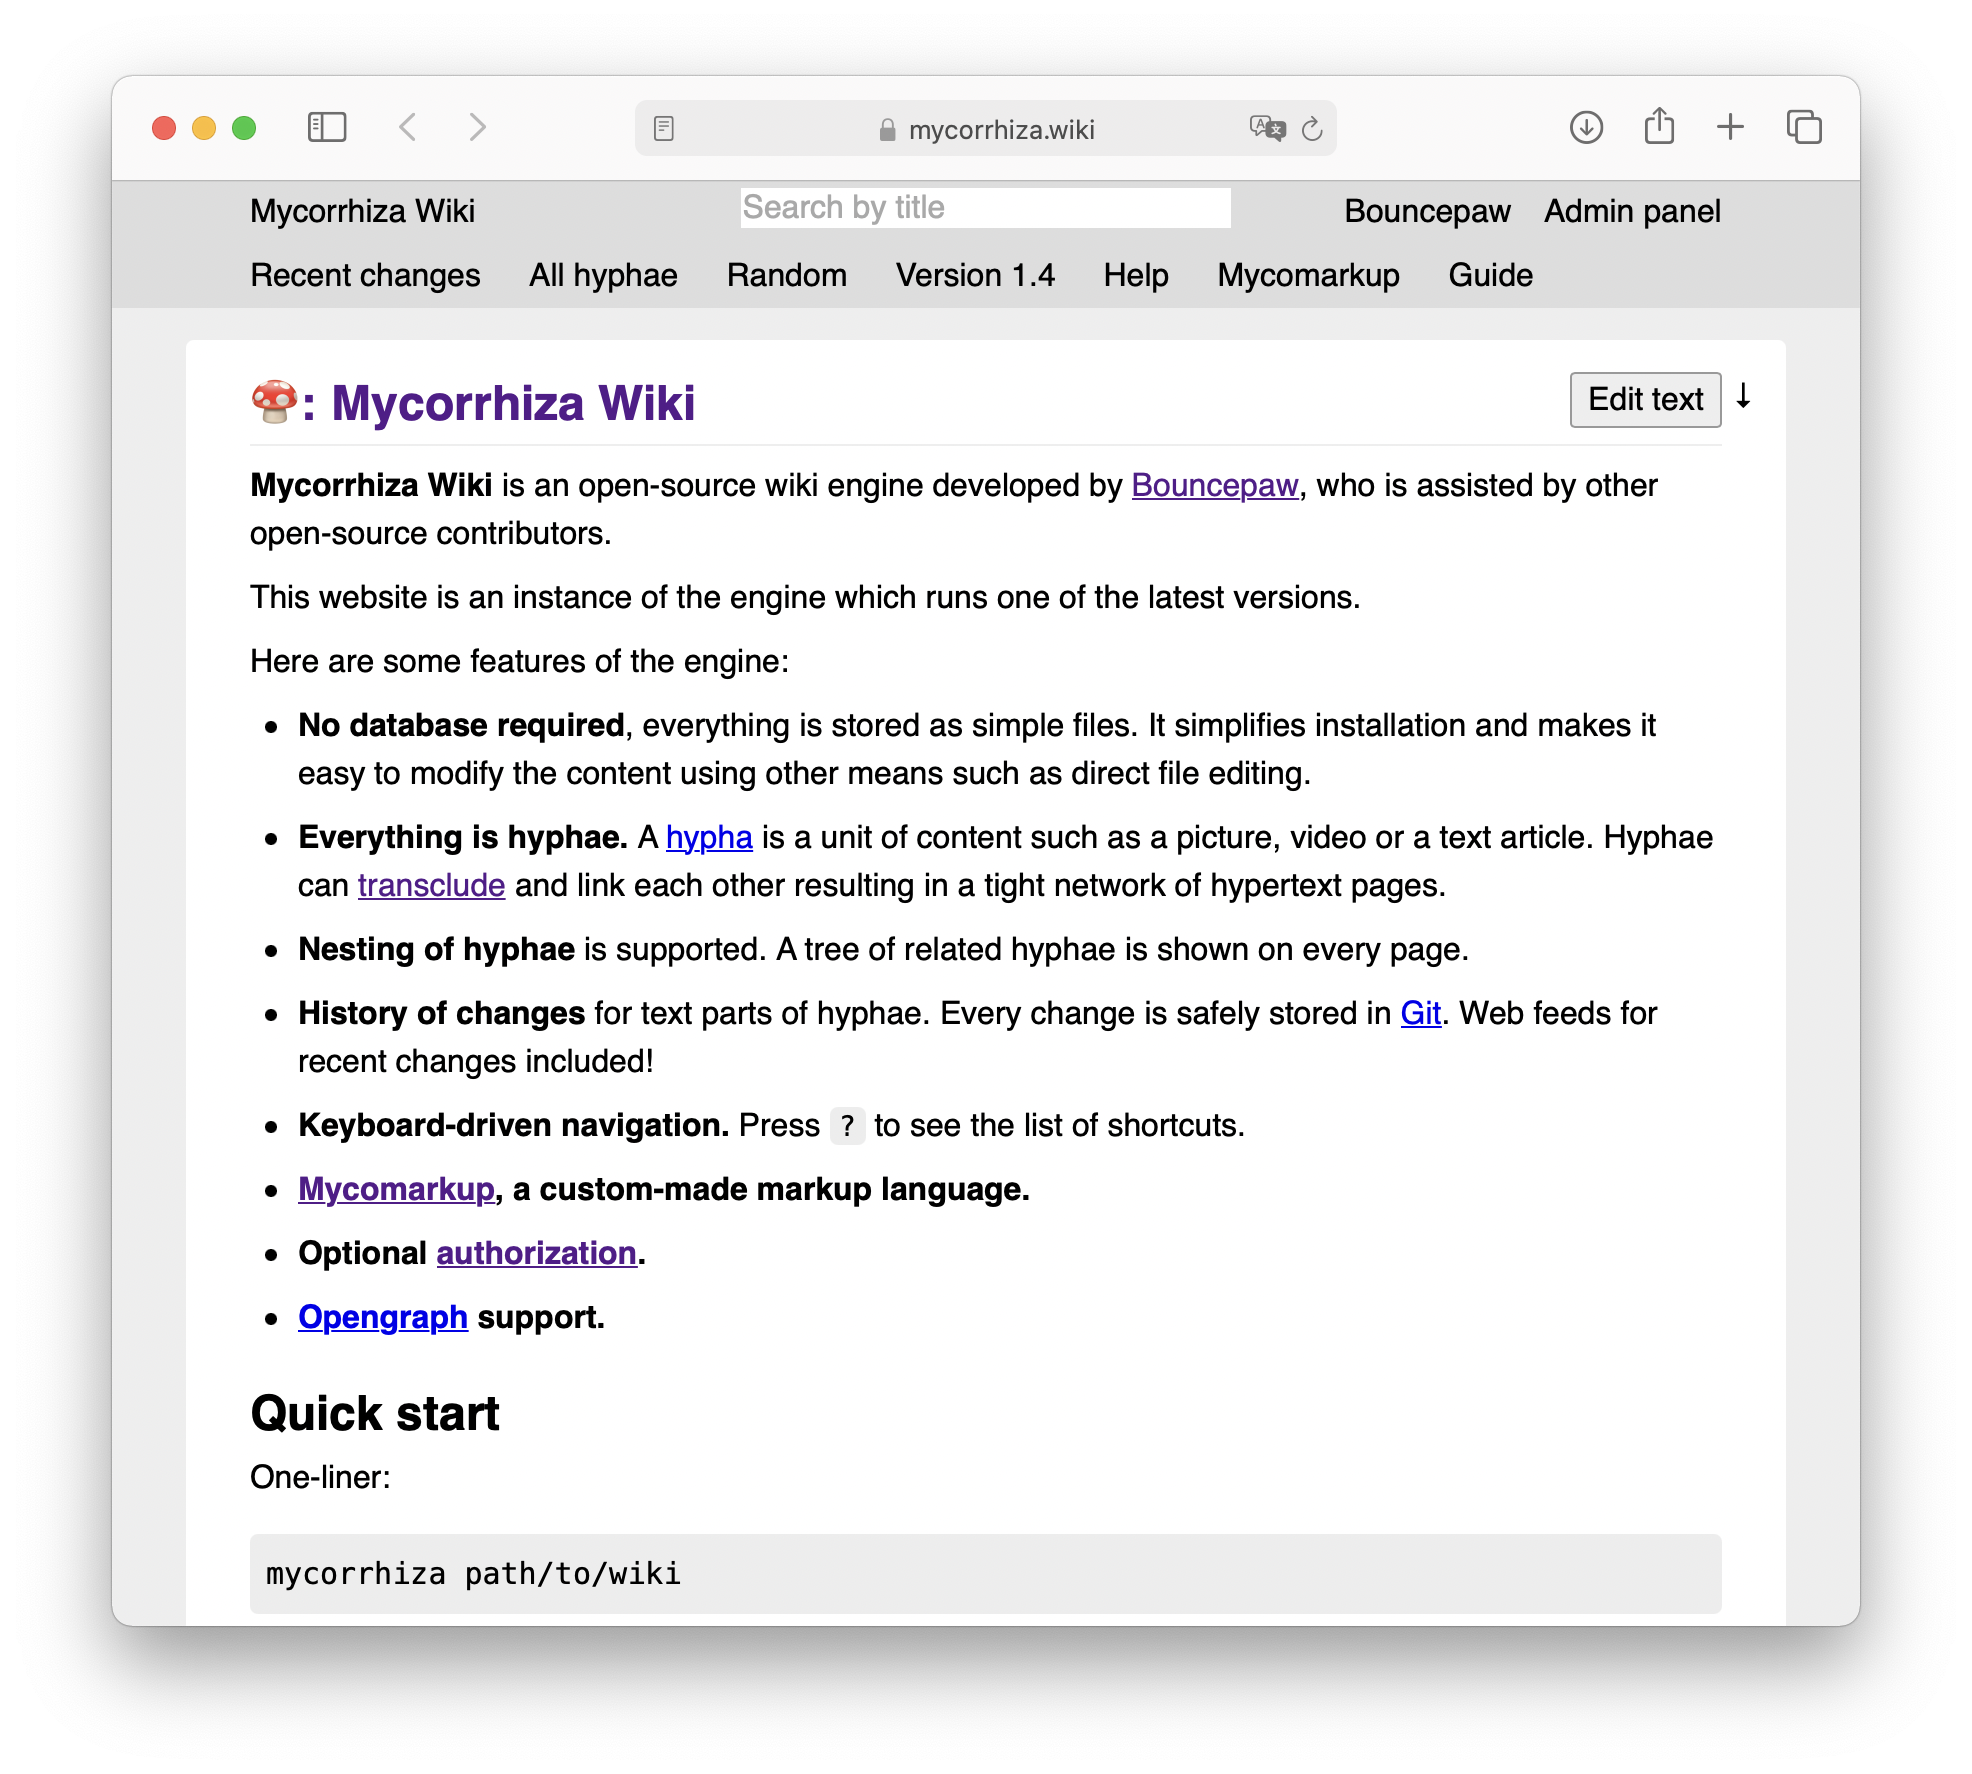 mycorrhiza.wiki
Mycorrhiza Wiki
Search by title
Bouncepaw Admin panel
Recent changes All hyphae Random Version 1.4 Help Mycomarkup Guide
🍄: Mycorrhiza Wiki
Edit text ↓
Mycorrhiza Wiki is an open-source wiki engine developed by Bouncepaw, who is assisted by other
open-source contributors.
This website is an instance of the engine which runs one of the latest versions.
Here are some features of the engine:
• No database required, everything is stored as simple files. It simplifies installation and makes it
easy to modify the content using other means such as direct file editing.
• Everything is hyphae. A hypha is a unit of content such as a picture, video or a text article. Hyphae
can transclude and link each other resulting in a tight network of hypertext pages.
• Nesting of hyphae is supported. A tree of related hyphae is shown on every page.
• History of changes for text parts of hyphae. Every change is safely stored in Git. Web feeds for
recent changes included!
• Keyboard-driven navigation. Press ? to see the list of shortcuts.
• Mycomarkup, a custom-made markup language.
• Optional authorization.
• Opengraph support.
Quick start
One-liner:
mycorrhiza path/to/wiki